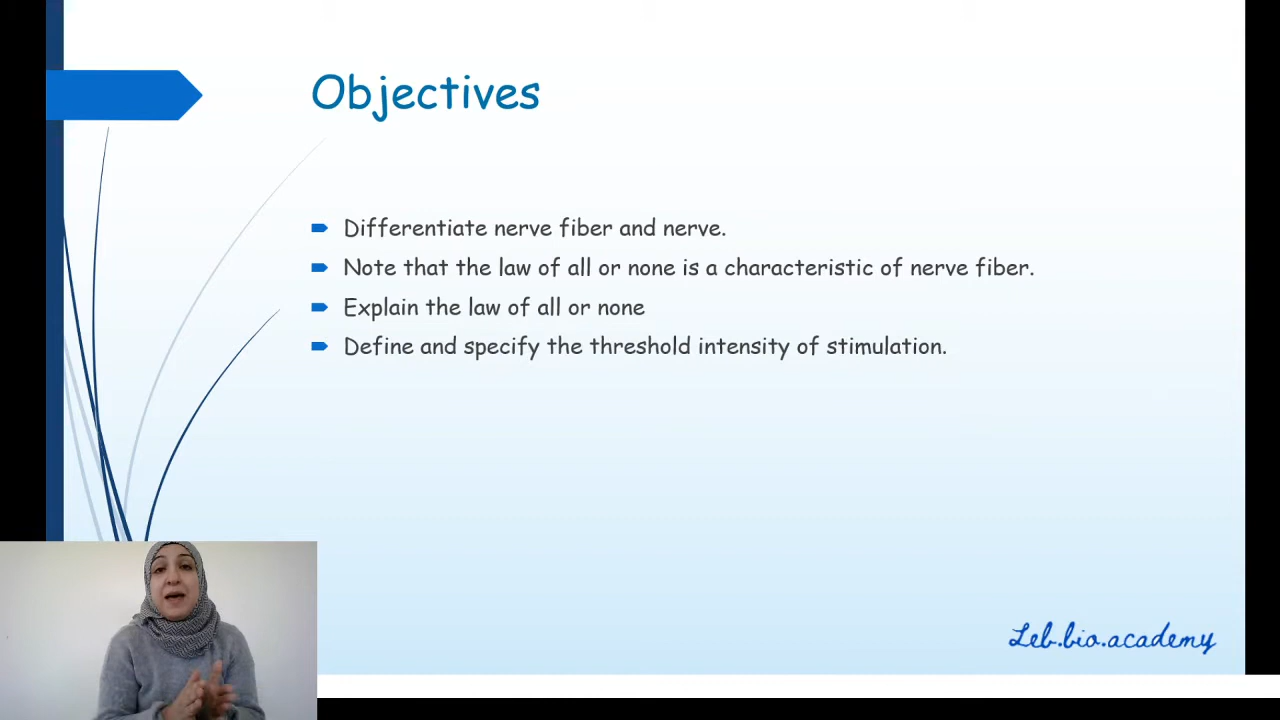 Objectives
Differentiate nerve fiber and nerve.
Note that the law of all or none is a characteristic of nerve fiber.
Explain the law of all or none
Define and specify the threshold intensity of stimulation.
Leb.bio.academy